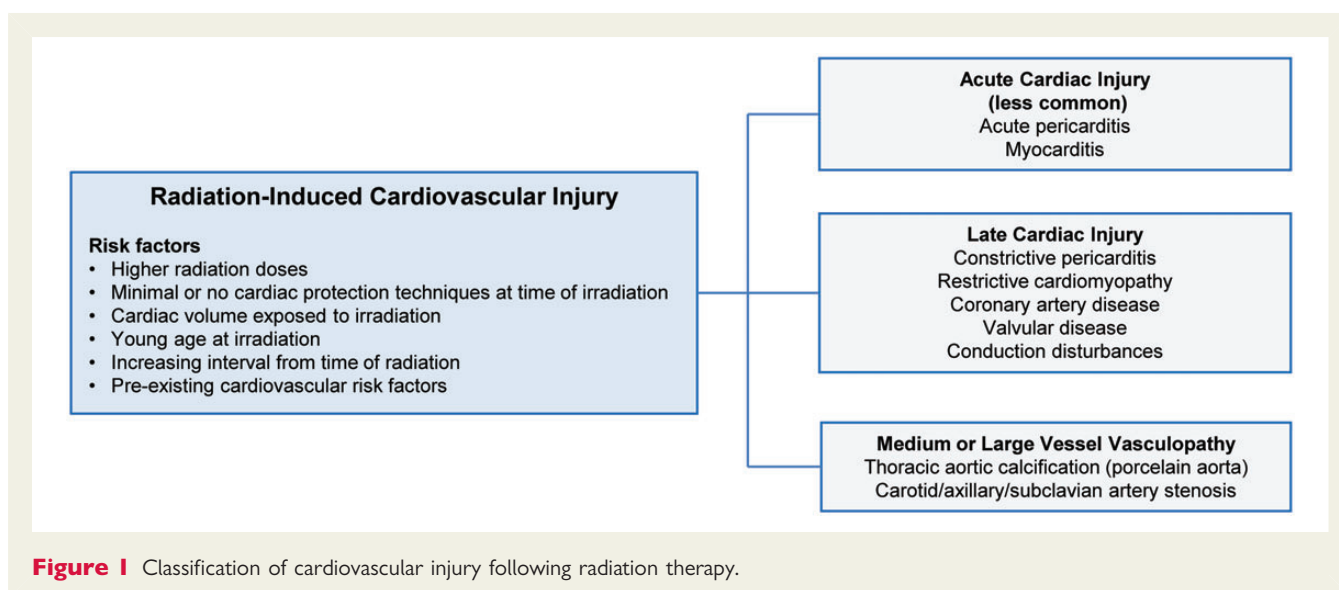 Radiation-Induced Cardiovascular Injury
Risk factors
• Higher radiation doses
• Minimal or no cardiac protection techniques at time of irradiation
• Cardiac volume exposed to irradiation
• Young age at irradiation
• Increasing interval from time of radiation
• Pre-existing cardiovascular risk factors
Acute Cardiac Injury
(less common)
Acute pericarditis
Myocarditis
Late Cardiac Injury
Constrictive pericarditis
Restrictive cardiomyopathy
Coronary artery disease
Valvular disease
Conduction disturbances
Medium or Large Vessel Vasculopathy
Thoracic aortic calcification (porcelain aorta)
Carotid/axillary/subclavian artery stenosis
Figure 1 Classification of cardiovascular injury following radiation therapy.